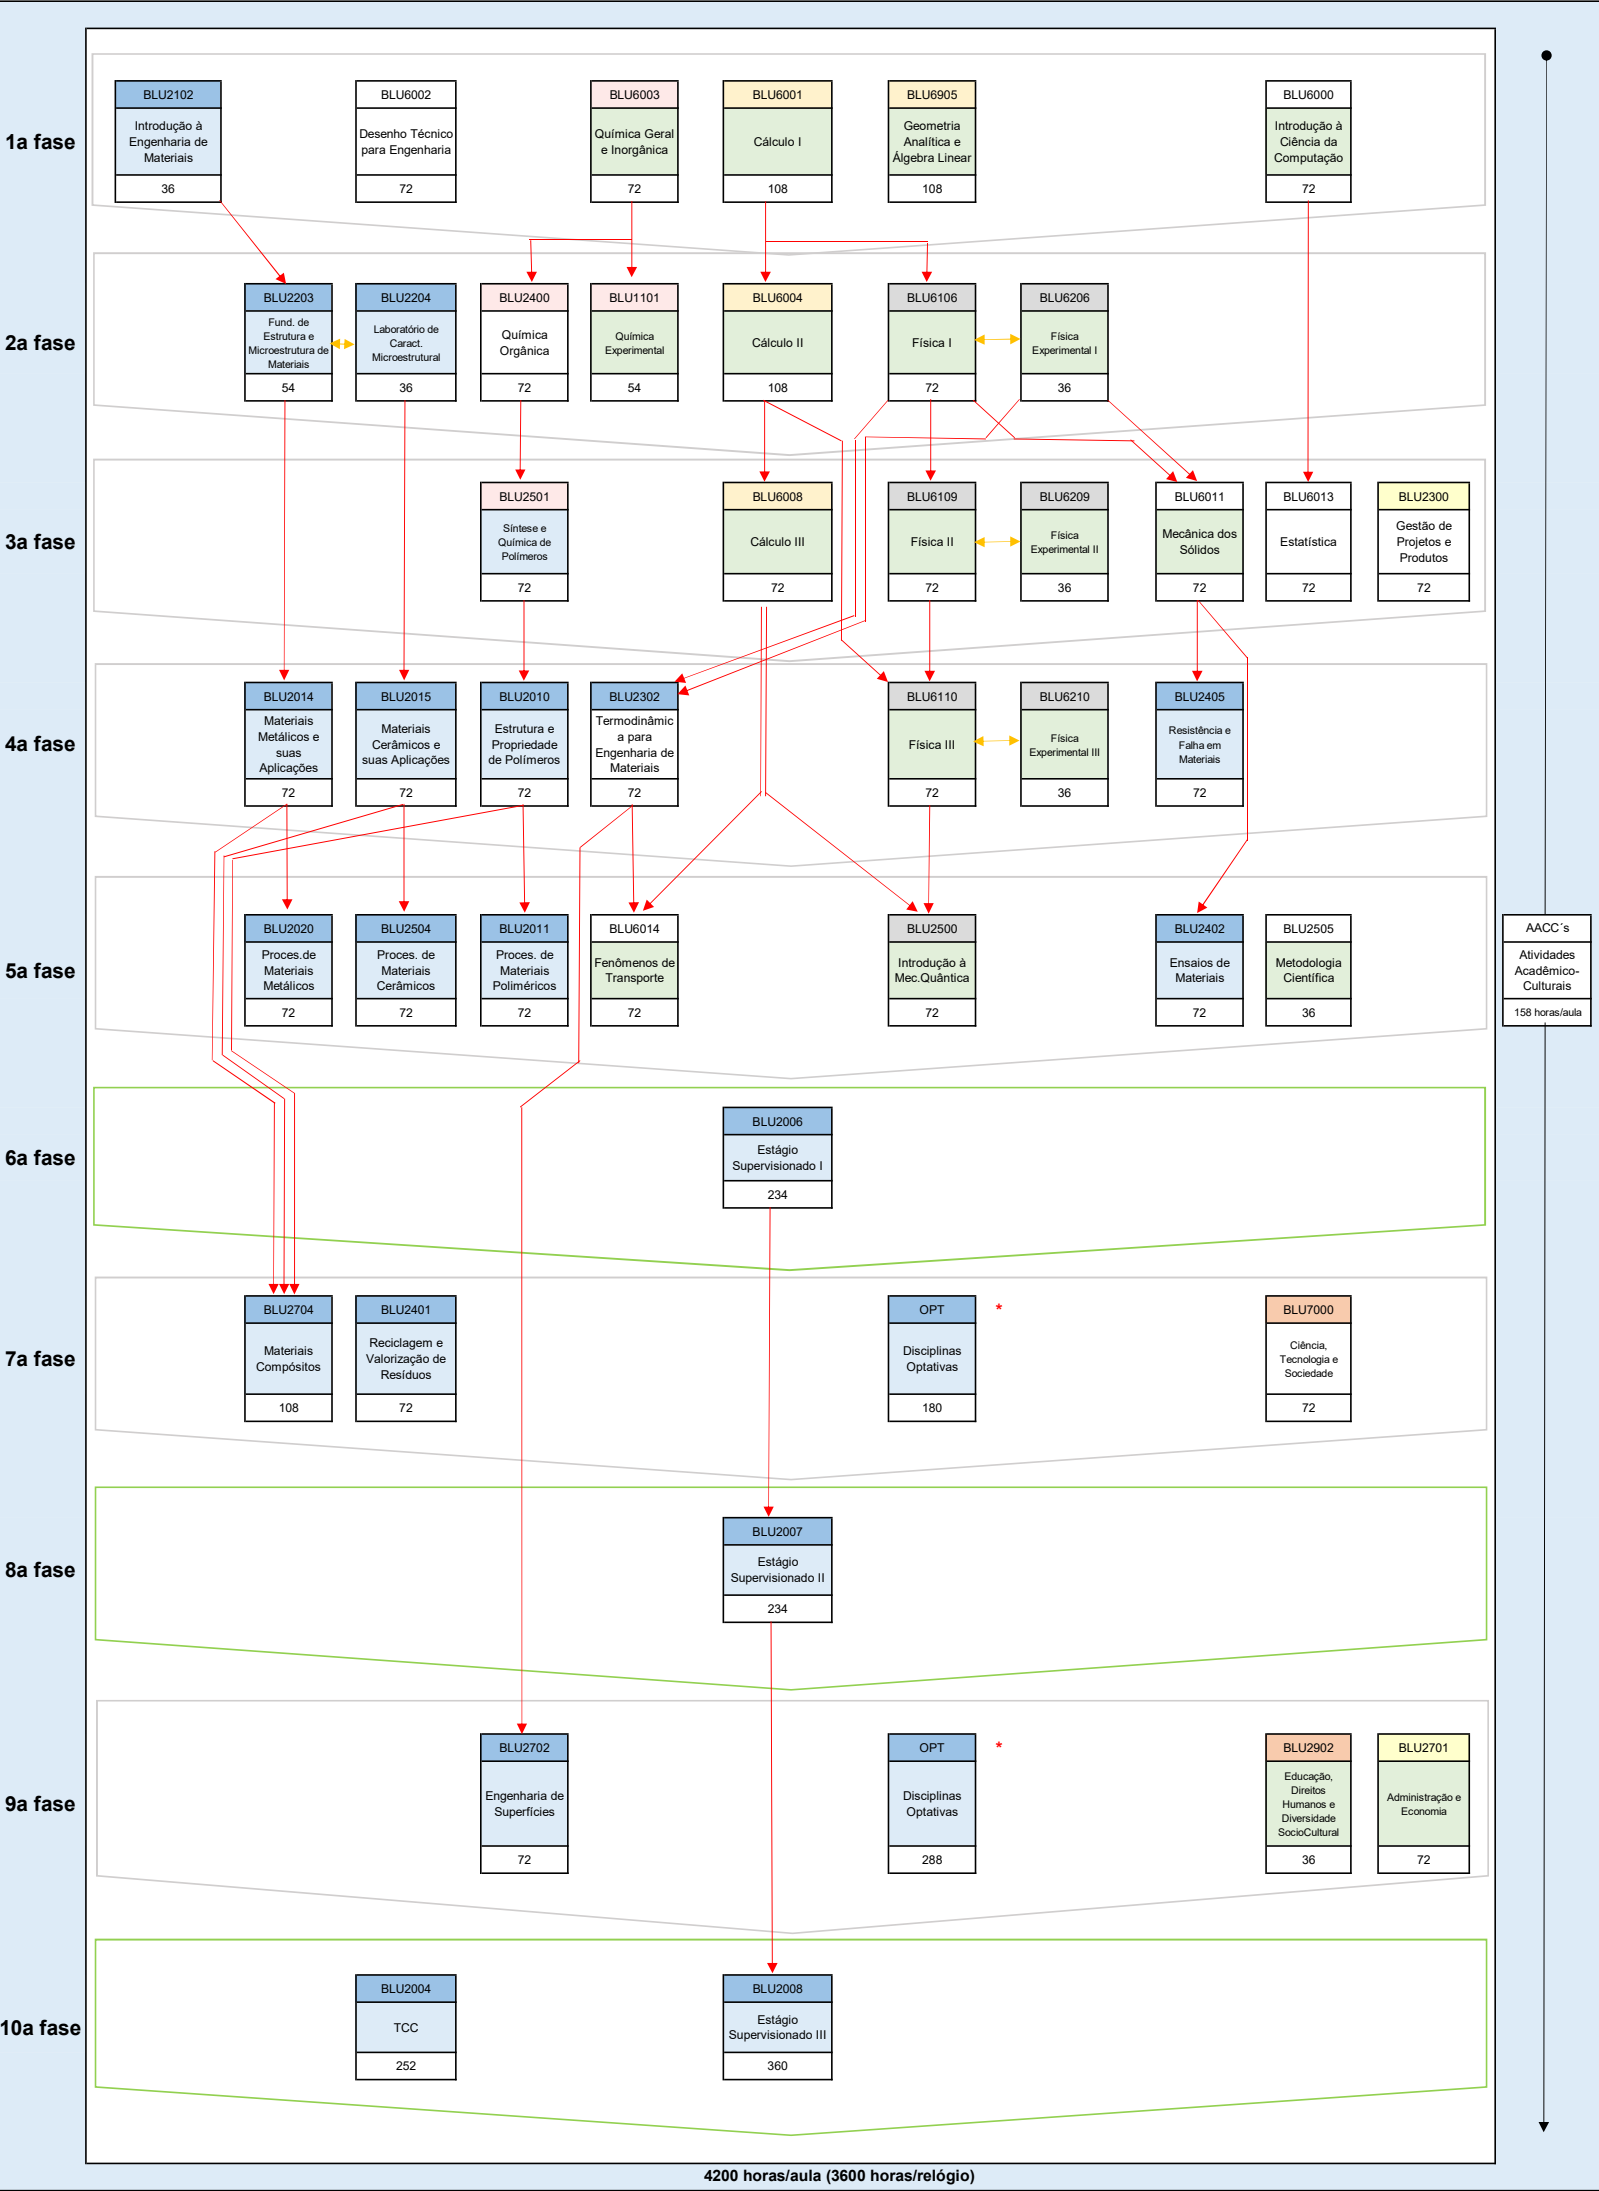 1a fase
BLU2102
Introdução à
Engenharia de
Materiais
36
BLU6002
Desenho Técnico
para Engenharia
72
BLU6003
Química Geral
e Inorgânica
72
BLU6001
Cálculo I
108
BLU6905
Geometria
Analítica e
Álgebra Linear
108
BLU6000
Introdução à
Ciência da
Computação
72
2a fase
BLU2203
Fund. de
Estrutura e
Microestrutura de
Materiais
54
BLU2204
Laboratório de
Caract.
Microestrutural
36
BLU2400
Química
Orgânica
72
BLU1101
Química
Experimental
54
BLU6004
Cálculo II
108
BLU6106
Física I
72
BLU6206
Física
Experimental I
36
3a fase
BLU2501
Síntese e
Química de
Polímeros
72
BLU6008
Cálculo III
72
BLU6109
Física II
72
BLU6209
Física
Experimental II
36
BLU6011
Mecânica dos
Sólidos
72
BLU6013
Estatística
72
BLU2300
Gestão de
Projetos e
Produtos
72
4a fase
BLU2014
Materiais
Metálicos e
suas
Aplicações
72
BLU2015
Materiais
Cerâmicos e
suas Aplicações
72
BLU2010
Estrutura e
Propriedade
de Polímeros
72
BLU2302
Termodinâmic
a para
Engenharia de
Materiais
72
BLU6110
Física III
72
BLU6210
Física
Experimental III
36
BLU2405
Resistência e
Falha em
Materiais
72
5a fase
BLU2020
Proces.de
Materiais
Metálicos
72
BLU2504
Proces. de
Materiais
Cerâmicos
72
BLU2011
Proces. de
Materiais
Poliméricos
72
BLU6014
Fenômenos de
Transporte
72
BLU2500
Introdução à
Mec.Quântica
72
BLU2402
Ensaios de
Materiais
72
BLU2505
Metodologia
Científica
36
AACC´s
Atividades
Acadêmico-
Culturais
158 horas/aula
6a fase
BLU2006
Estágio
Supervisionado I
234
7a fase
BLU2704
Materiais
Compósitos
108
BLU2401
Reciclagem e
Valorização de
Resíduos
72
OPT
Disciplinas
Optativas
180
*
BLU7000
Ciência,
Tecnologia e
Sociedade
72
8a fase
BLU2007
Estágio
Supervisionado II
234
9a fase
BLU2702
Engenharia de
Superfícies
72
OPT
Disciplinas
Optativas
288
*
BLU2902
Educação,
Direitos
Humanos e
Diversidade
SocioCultural
36
BLU2701
Administração e
Economia
72
10a fase
BLU2004
TCC
252
BLU2008
Estágio
Supervisionado III
360
4200 horas/aula (3600 horas/relógio)